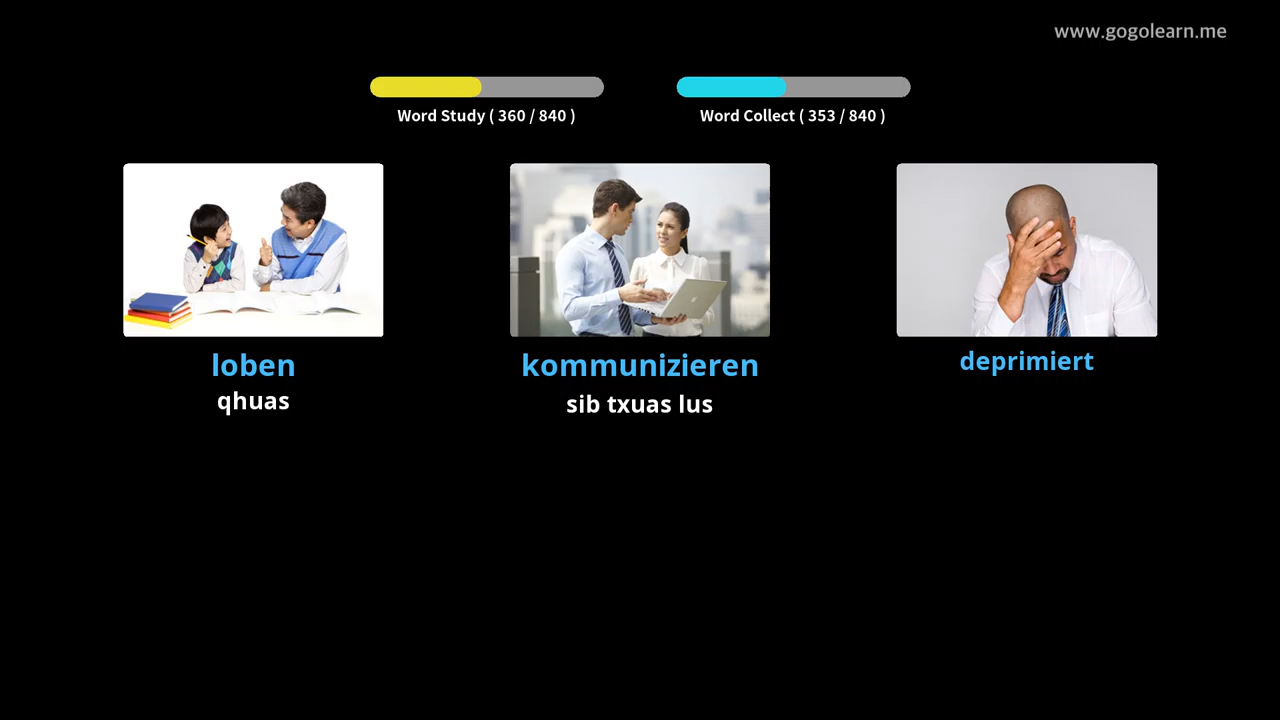 www.gogolearn.me
Word Study ( 360 / 840 )
Word Collect ( 353 / 840 )
loben
qhuas
kommunizieren
sib txuas lus
deprimiert